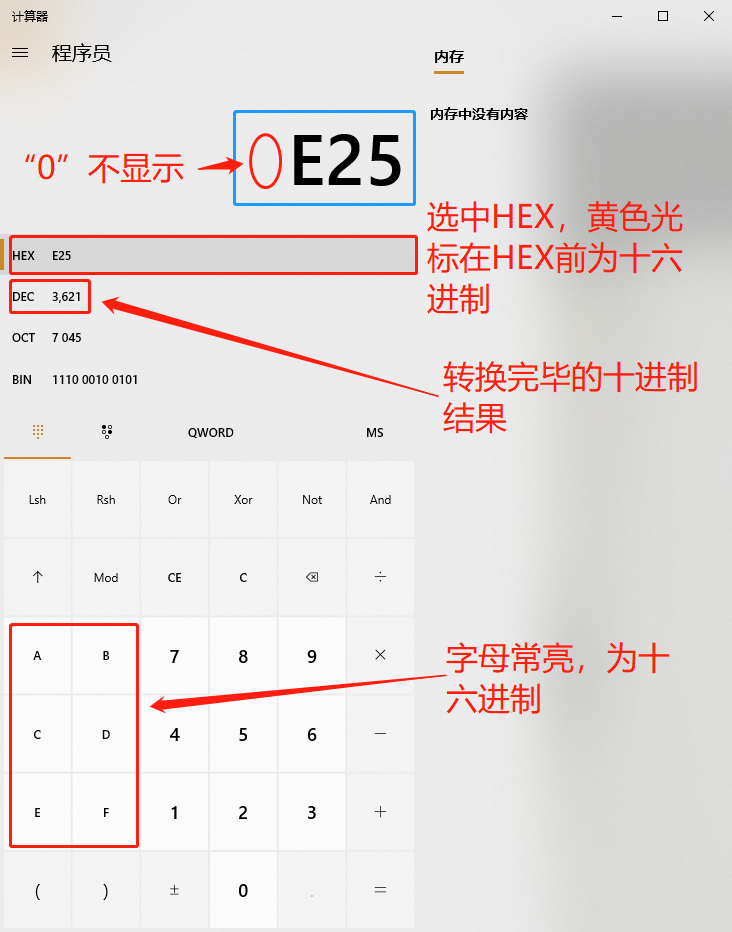 计算器
程序员
内存
内存中没有内容
“0”不显示
E25
选中HEX，黄色光
标在HEX前为十六
进制
HEX E25
DEC 3,621
OCT 7 045
BIN 1110 0010 0101
转换完毕的十进制
结果
QWORD MS
Lsh Rsh Or Xor Not And
↑ Mod CE C ⌫ ÷
A B 7 8 9 ×
字母常亮，为十
六进制
C D 4 5 6 −
E F 1 2 3 +
( ) ± 0 . =